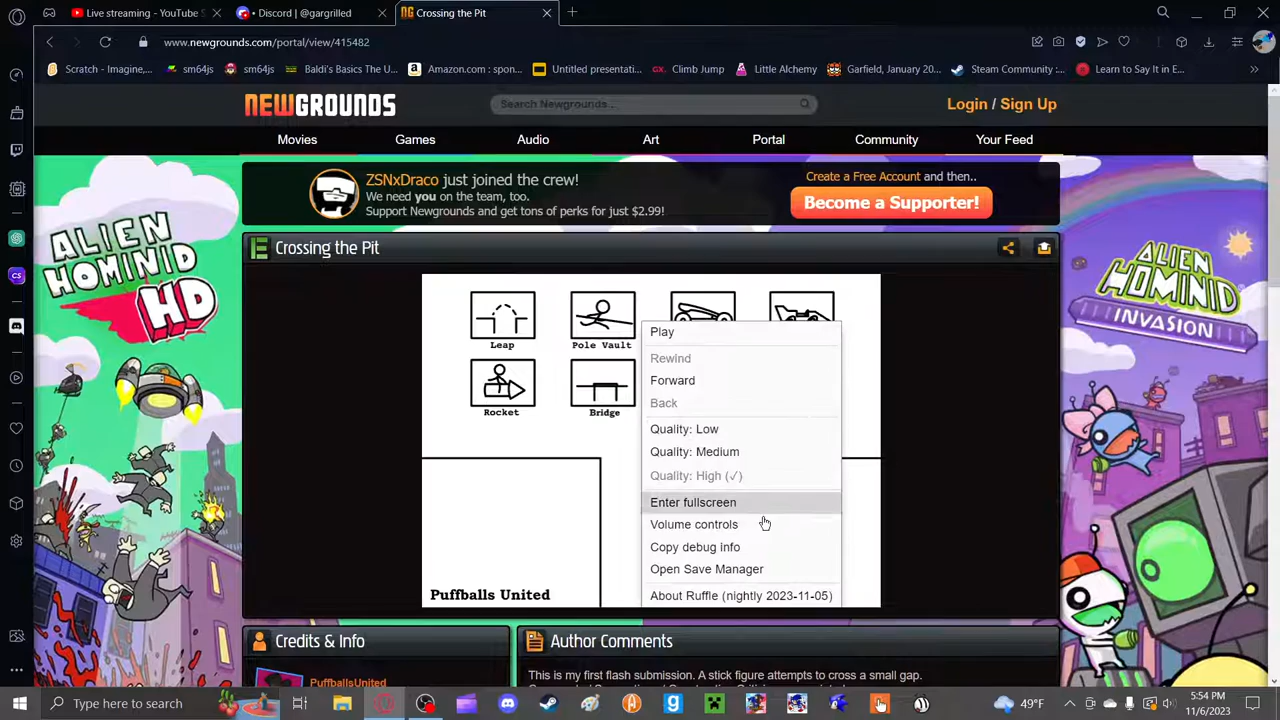 Live streaming - YouTube S
• Discord | @gargrilled
Crossing the Pit
www.newgrounds.com/portal/view/415482
Scratch - Imagine,...
sm64js
sm64js
Baldi's Basics The U...
Amazon.com : spon...
Untitled presentati...
GX
Climb Jump
Little Alchemy
Garfield, January 20...
Steam Community :...
Learn to Say It in E...
NEWGROUNDS
Search Newgrounds...
Login / Sign Up
Movies
Games
Audio
Art
Portal
Community
Your Feed
ZSNxDraco just joined the crew!
We need you on the team, too.
Support Newgrounds and get tons of perks for just $2.99!
Create a Free Account and then..
Become a Supporter!
E
Crossing the Pit
ALIEN
HOMINID
HD
ALIEN
HOMINID
INVASION
CS
Leap
Pole Vault
Rocket
Bridge
Puffballs United
Play
Rewind
Forward
Back
Quality: Low
Quality: Medium
Quality: High (✓)
Enter fullscreen
Volume controls
Copy debug info
Open Save Manager
About Ruffle (nightly 2023-11-05)
Credits & Info
PuffballsUnited
Author Comments
This is my first flash submission. A stick figure attempts to cross a small gap.
Type here to search
49°F
5:54 PM
11/6/2023